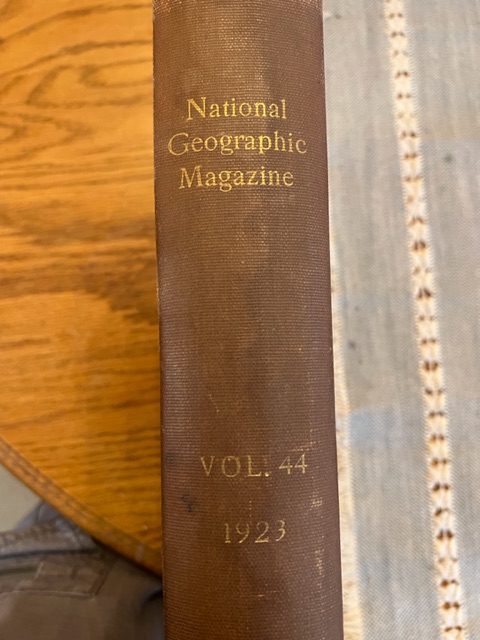 National
Geographic
Magazine
VOL. 44
1923